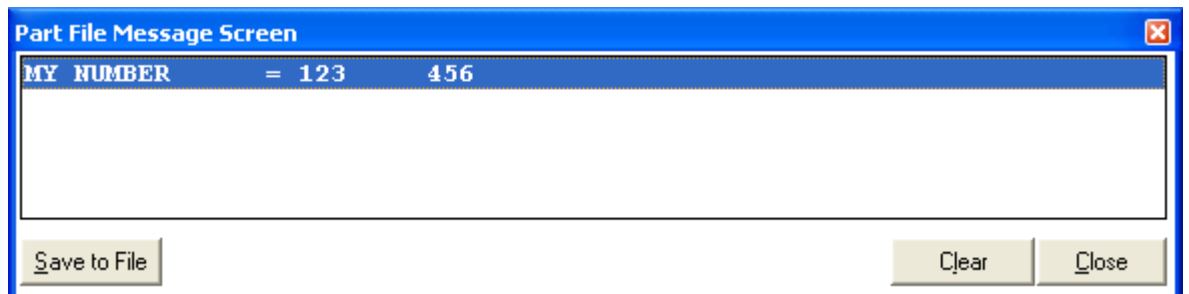 Part File Message Screen
MY NUMBER = 123 456
Save to File
Clear
Close